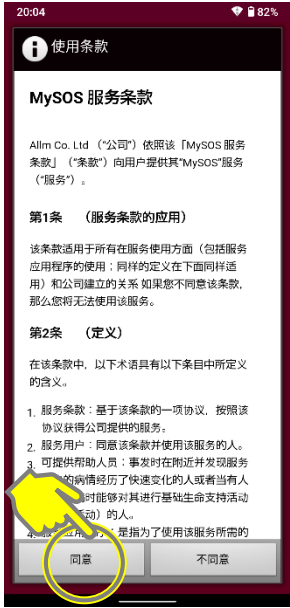 20:04
82%
使用条款
MySOS 服务条款
Allm Co. Ltd （“公司”）依照该「MySOS 服务
条款」（“条款”）向用户提供其“MySOS”服务
（“服务”）。
第1条 （服务条款的应用）
该条款适用于所有在服务使用方面（包括服务
应用程序的使用；同样的定义在下面同样适
用）和公司建立的关系 如果您不同意该条款，
那么您将无法使用该服务。
第2条 （定义）
在该条款中，以下术语具有以下条目中所定义
的含义。
1. 服务条款：基于该条款的一项协议，按照该
协议获得公司提供的服务。
2. 服务用户：同意该条款并使用该服务的人。
3. 可提供帮助人员：事发时在附近并发现服务
的病情经历了快速变化的人或者当有人
时能够对其进行基础生命支持活动
动）的人。
4. 服 ：是指为了使用该服务所需的
同意
不同意